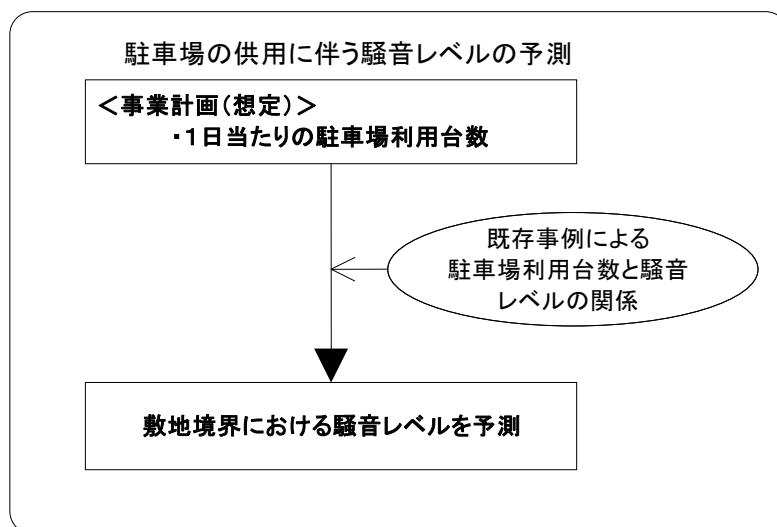 駐車場の供用に伴う騒音レベルの予測
＜事業計画（想定）＞
・１日当たりの駐車場利用台数
既存事例による
駐車場利用台数と騒音
レベルの関係
敷地境界における騒音レベルを予測